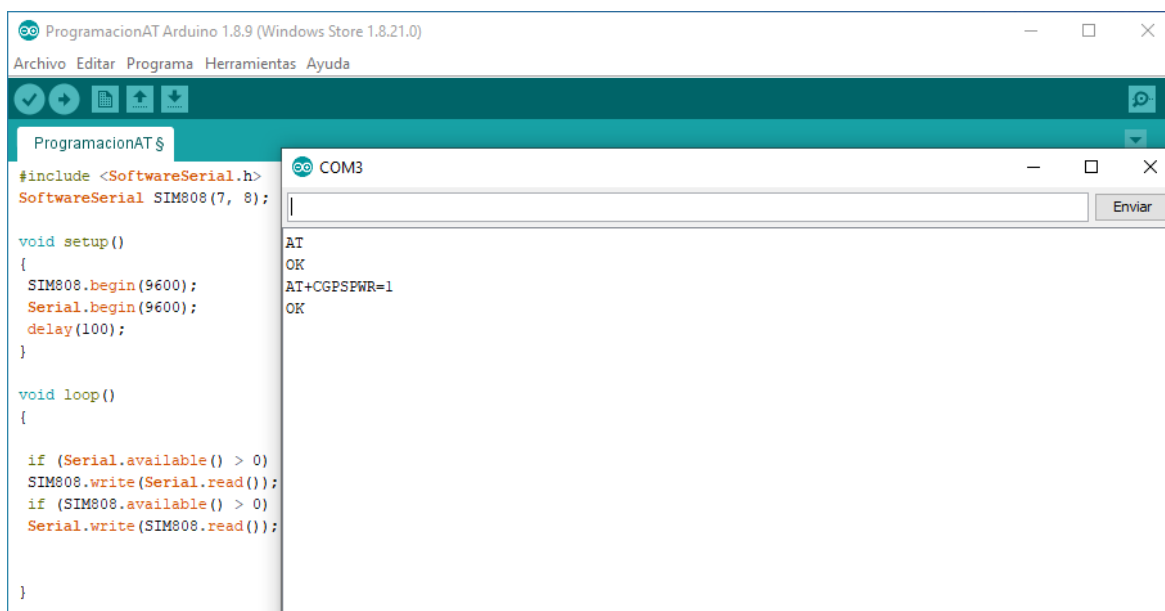 ProgramacionAT Arduino 1.8.9 (Windows Store 1.8.21.0)
Archivo Editar Programa Herramientas Ayuda
ProgramacionAT §
#include <SoftwareSerial.h>
SoftwareSerial SIM808(7, 8);
void setup()
{
SIM808.begin(9600);
Serial.begin(9600);
delay(100);
}
void loop()
{
if (Serial.available() > 0)
SIM808.write(Serial.read());
if (SIM808.available() > 0)
Serial.write(SIM808.read());
}
COM3
Enviar
AT
OK
AT+CGPSPWR=1
OK